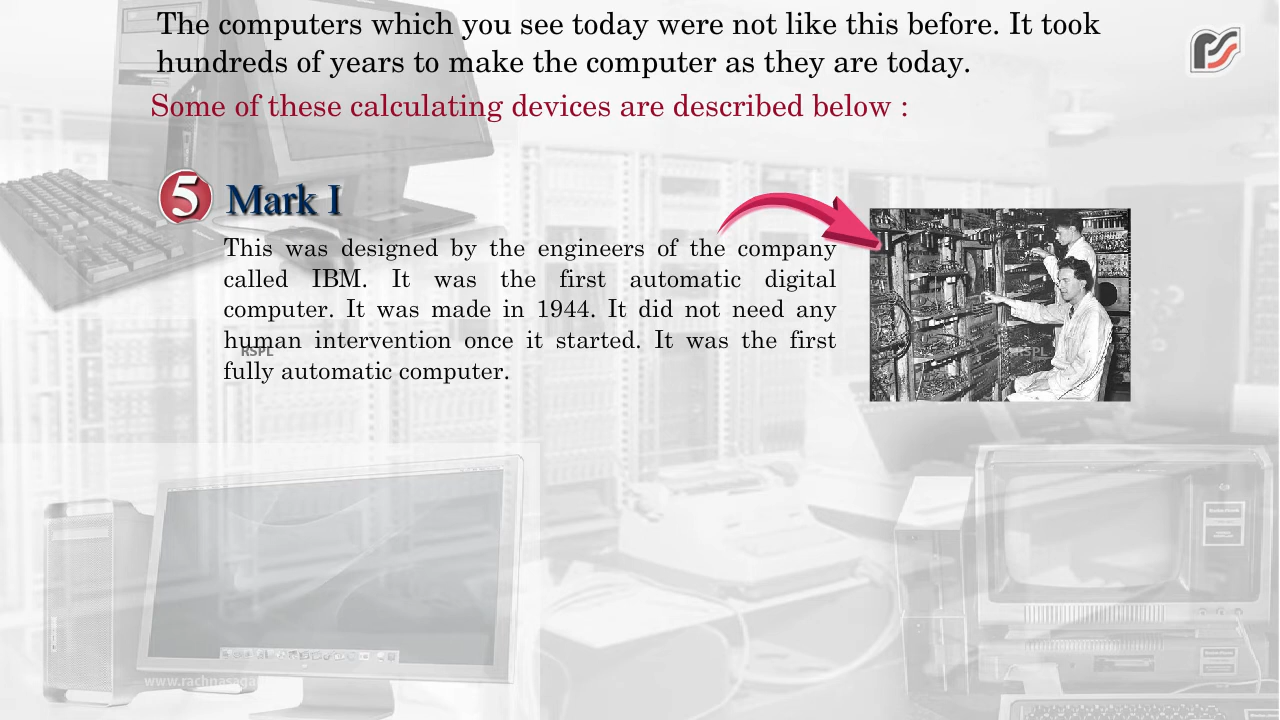 The computers which you see today were not like this before. It took
hundreds of years to make the computer as they are today.
Some of these calculating devices are described below :
5 Mark I
This was designed by the engineers of the company
called IBM. It was the first automatic digital
computer. It was made in 1944. It did not need any
human intervention once it started. It was the first
fully automatic computer.
RSPL
RSPL